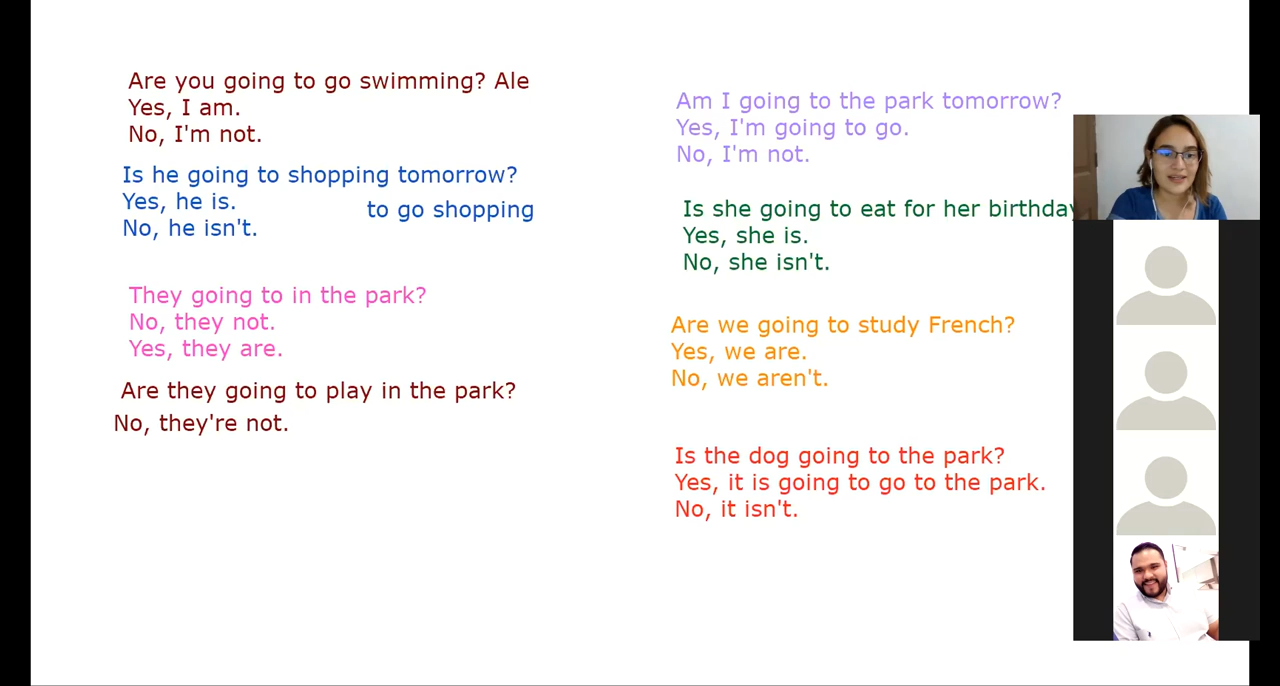 Are you going to go swimming? Ale
Yes, I am.
No, I'm not.
Is he going to shopping tomorrow?
Yes, he is.
to go shopping
No, he isn't.
They going to in the park?
No, they not.
Yes, they are.
Are they going to play in the park?
No, they're not.
Am I going to the park tomorrow?
Yes, I'm going to go.
No, I'm not.
Is she going to eat for her birthday
Yes, she is.
No, she isn't.
Are we going to study French?
Yes, we are.
No, we aren't.
Is the dog going to the park?
Yes, it is going to go to the park.
No, it isn't.